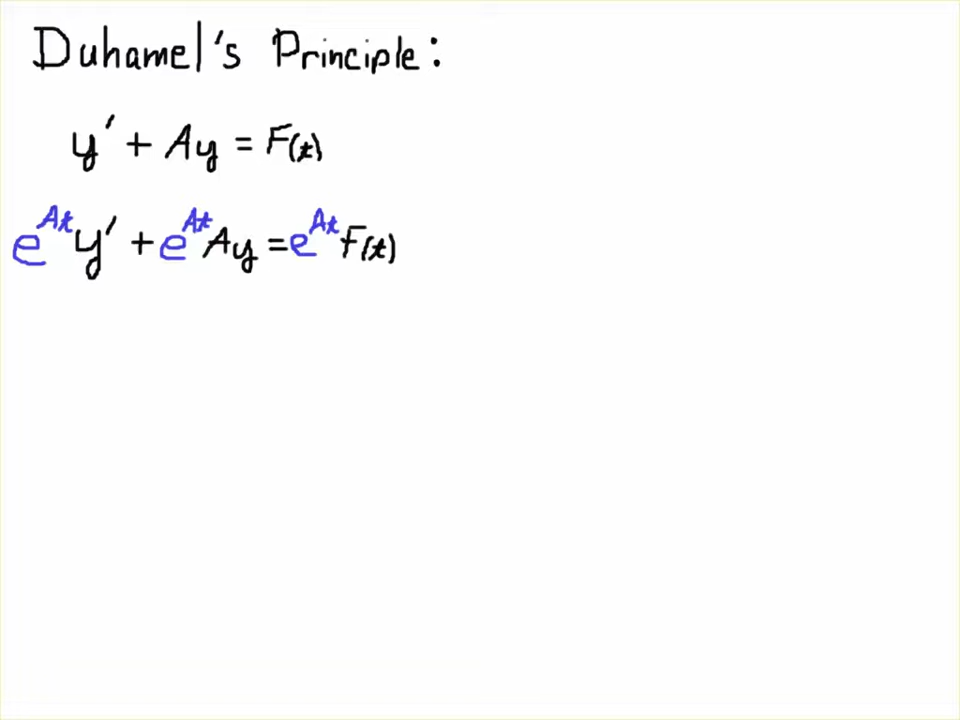 Duhamel's Principle:
y' + Ay = F(t)
e^{At}y' + e^{At}Ay = e^{At}F(t)